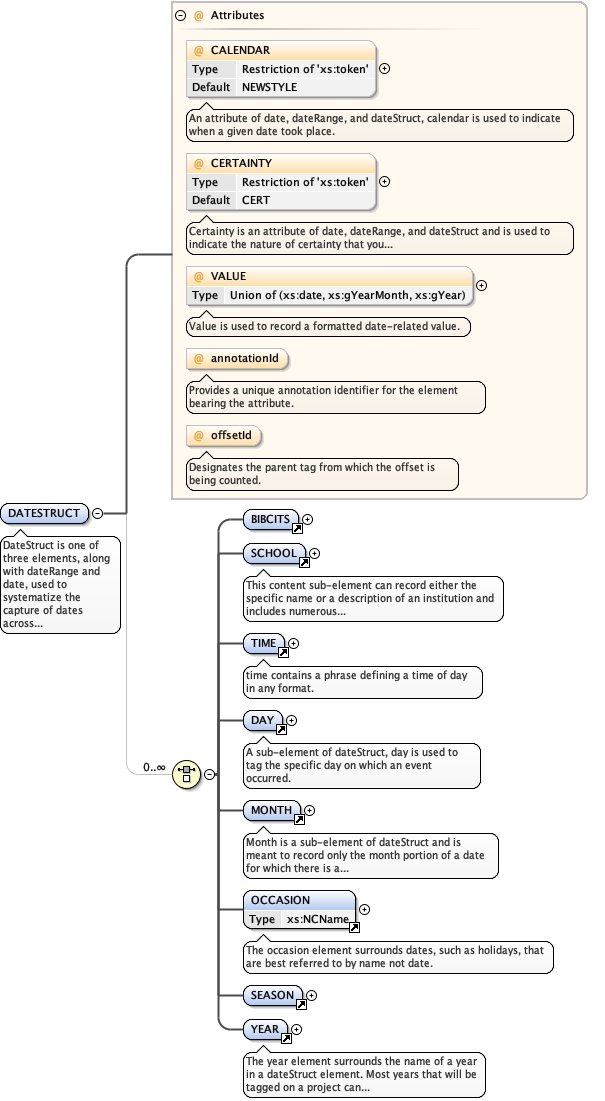 @ Attributes
@ CALENDAR
Type Restriction of 'xs:token'
Default NEWSTYLE
An attribute of date, dateRange, and dateStruct, calendar is used to indicate
when a given date took place.
@ CERTAINTY
Type Restriction of 'xs:token'
Default CERT
Certainty is an attribute of date, dateRange, and dateStruct and is used to
indicate the nature of certainty that you...
@ VALUE
Type Union of (xs:date, xs:gYearMonth, xs:gYear)
Value is used to record a formatted date-related value.
@ annotationId
Provides a unique annotation identifier for the element
bearing the attribute.
@ offsetId
Designates the parent tag from which the offset is
being counted.
DATESTRUCT
DateStruct is one of
three elements, along
with dateRange and
date, used to
systematize the
capture of dates
across...
0..∞
BIBCITS
SCHOOL
This content sub-element can record either the
specific name or a description of an institution and
includes numerous...
TIME
time contains a phrase defining a time of day
in any format.
DAY
A sub-element of dateStruct, day is used to
tag the specific day on which an event
occurred.
MONTH
Month is a sub-element of dateStruct and is
meant to record only the month portion of a date
for which there is a...
OCCASION
Type xs:NCName
The occasion element surrounds dates, such as holidays, that
are best referred to by name not date.
SEASON
YEAR
The year element surrounds the name of a year
in a dateStruct element. Most years that will be
tagged on a project can...